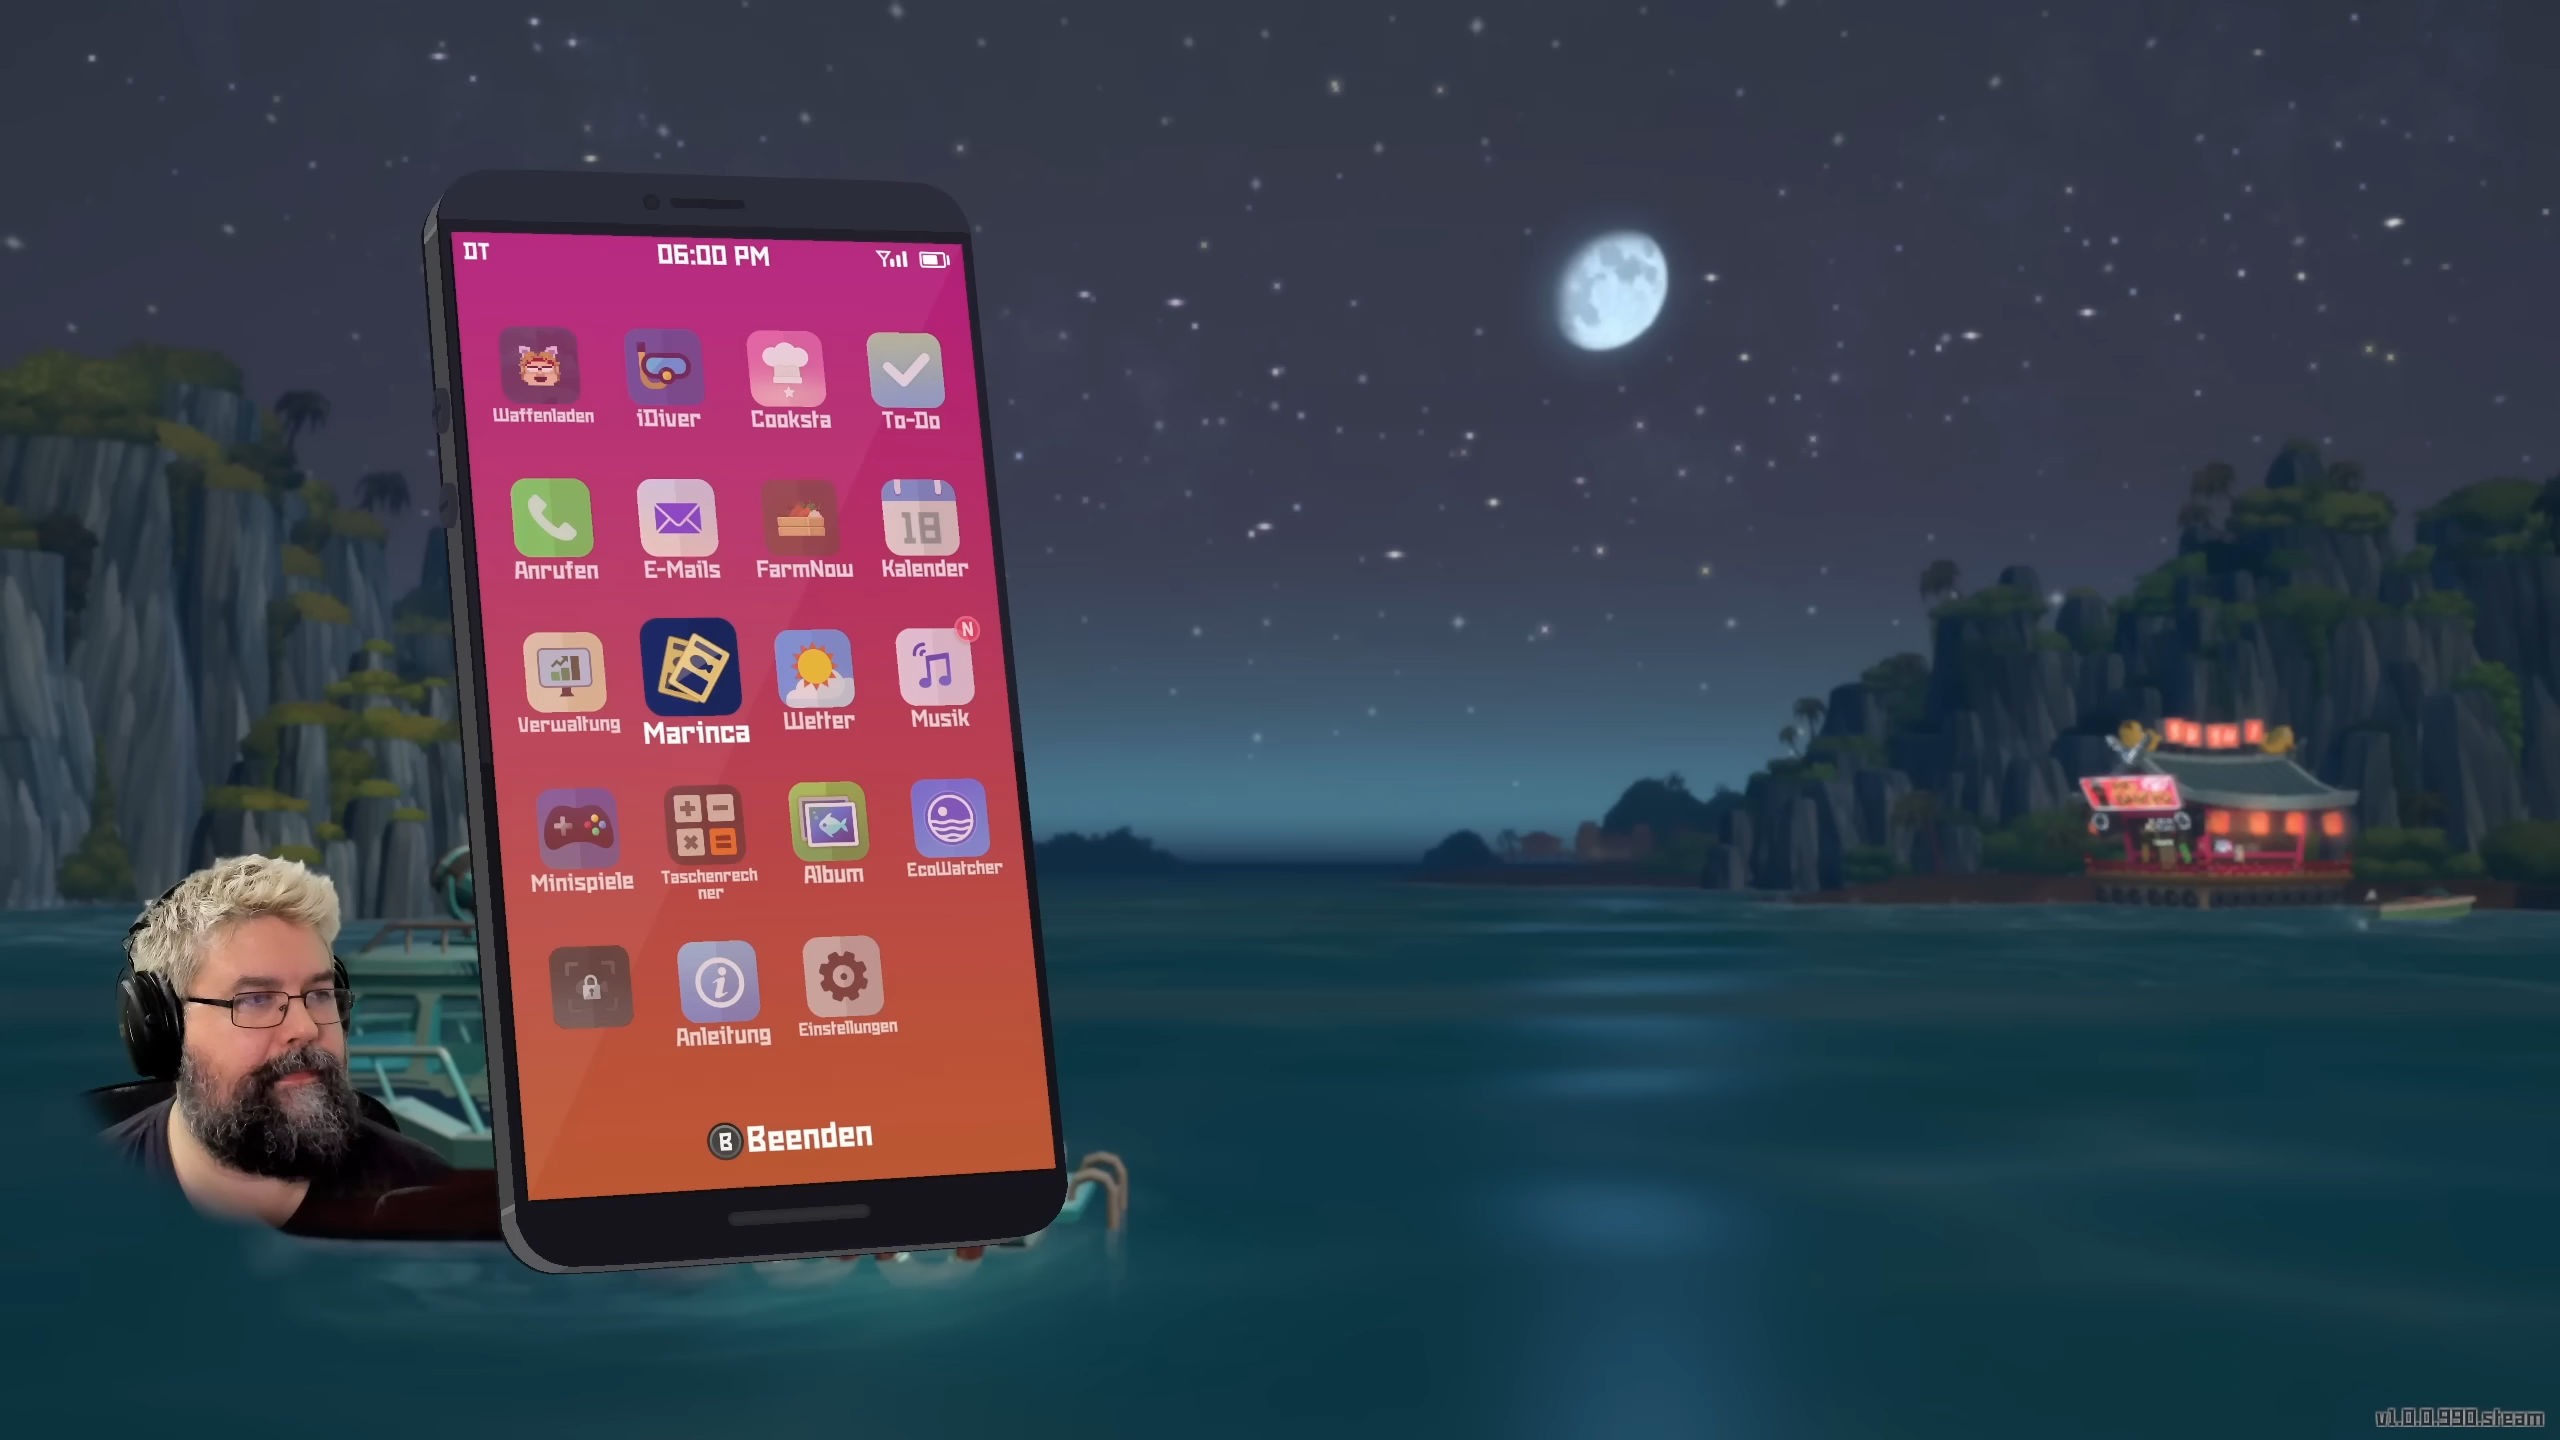 DT
06:00 PM
Waffenladen
iDiver
Cooksta
To-Do
Anrufen
E-Mails
FarmNow
18
Kalender
Verwaltung
Marinca
Wetter
N
Musik
Minispiele
Taschenrech
ner
Album
EcoWatcher
Anleitung
Einstellungen
B Beenden
SUSHI
v1.0.0.990.steam